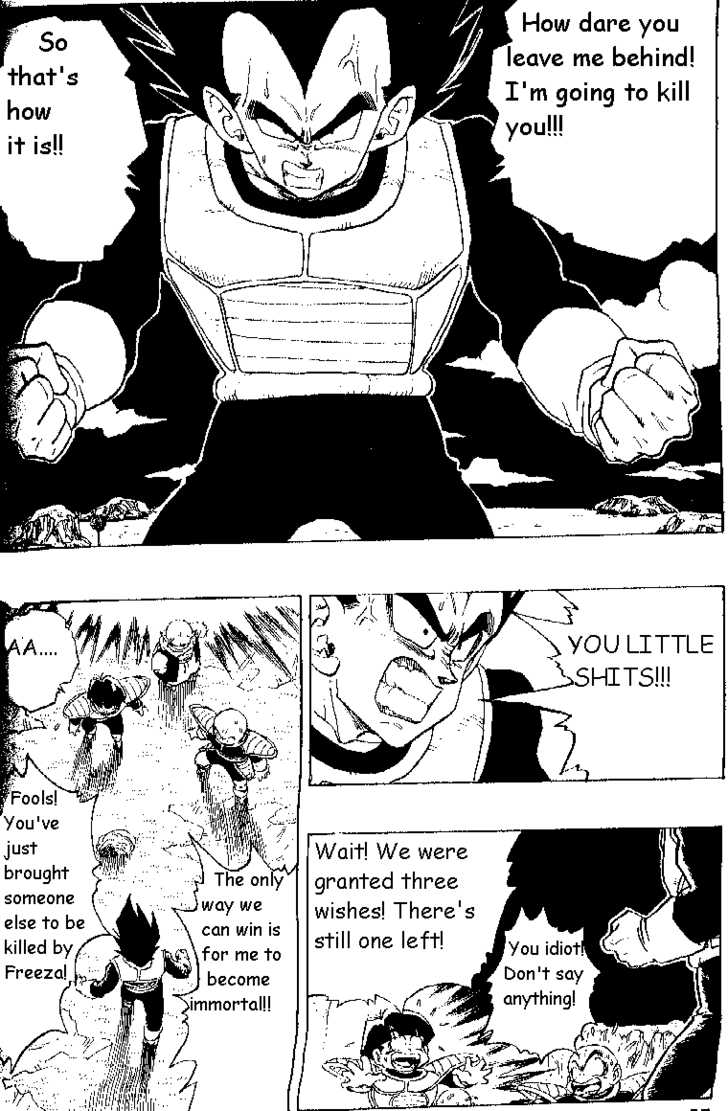 How dare you
leave me behind!
I'm going to kill
you!!!
So
that's
how
it is!!
YOU LITTLE
SHITS!!!
AA....
The only
way we
can win is
for me to
become
immortal!!
Fools!
You've
just
brought
someone
else to be
killed by
Freeza!
Wait! We were
granted three
wishes! There's
still one left!
You idiot!
Don't say
anything!